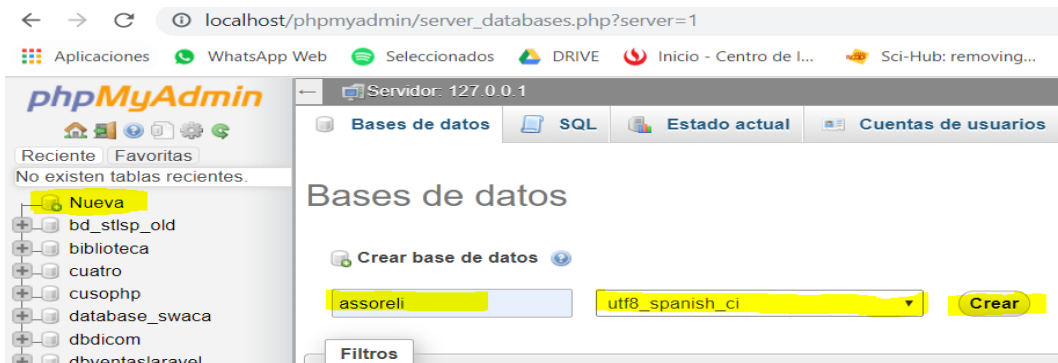 localhost/phpmyadmin/server_databases.php?server=1
Aplicaciones WhatsApp Web Seleccionados DRIVE Inicio - Centro de I... Sci-Hub: removing...
phpMyAdmin
Reciente Favoritas
No existen tablas recientes.
Nueva
bd_stlsp_old
biblioteca
cuatro
cusophp
database_swaca
dbdicom
dbventaslaravel
Servidor: 127.0.0.1
Bases de datos SQL Estado actual Cuentas de usuarios
Bases de datos
Crear base de datos
assoreli utf8_spanish_ci Crear
Filtros